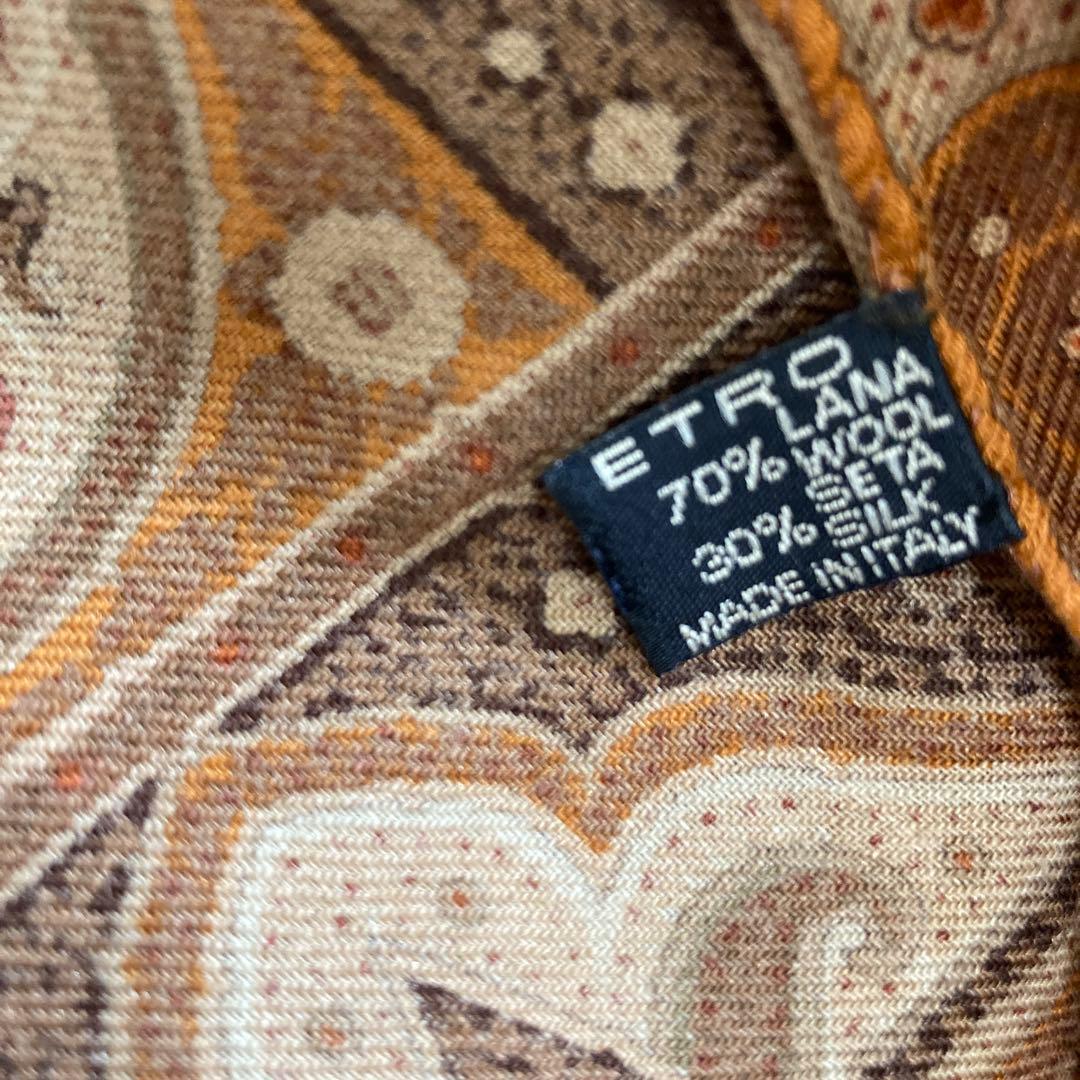 ETRO
70% LANA
WOOL
30% SETA
SILK
MADE IN ITALY